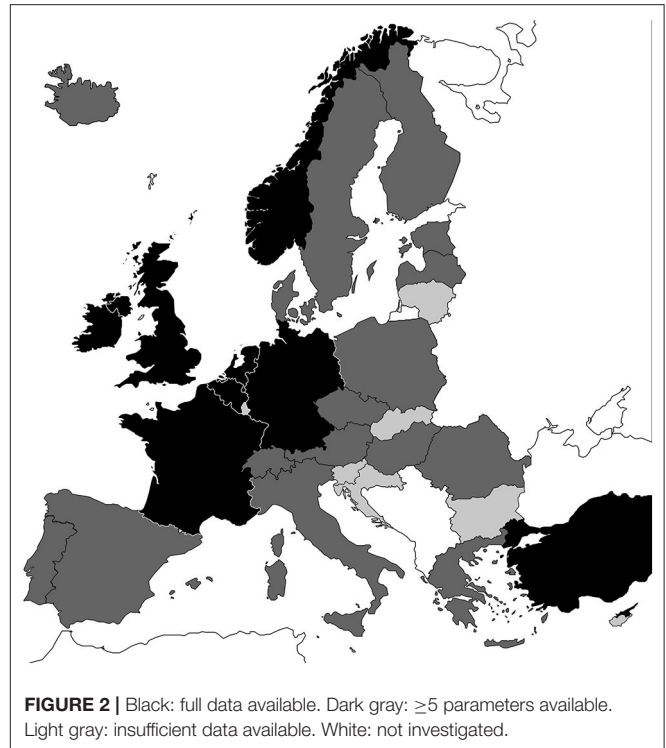 FIGURE 2 | Black: full data available. Dark gray: ≥5 parameters available.
Light gray: insufficient data available. White: not investigated.